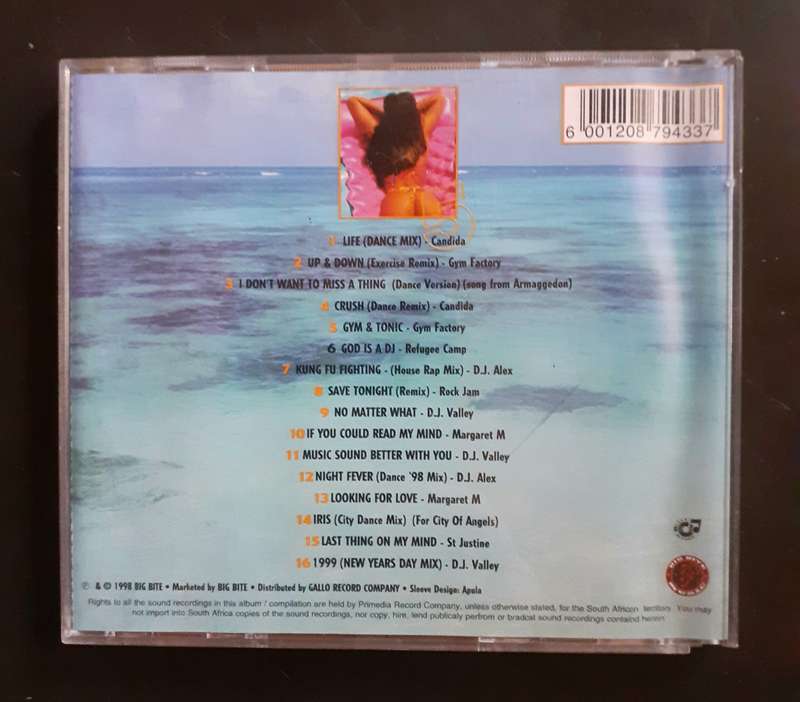 6 001208 794337
1 LIFE (DANCE MIX) - Candida
2 UP & DOWN (Exercise Remix) - Gym Factory
3 I DON'T WANT TO MISS A THING (Dance Version) (song from Armaggedon)
4 CRUSH (Dance Remix) - Candida
5 GYM & TONIC - Gym Factory
6 GOD IS A DJ - Refugee Camp
7 KUNG FU FIGHTING - (House Rap Mix) - D.J. Alex
8 SAVE TONIGHT (Remix) - Rock Jam
9 NO MATTER WHAT - D.J. Valley
10 IF YOU COULD READ MY MIND - Margaret M
11 MUSIC SOUND BETTER WITH YOU - D.J. Valley
12 NIGHT FEVER (Dance '98 Mix) - D.J. Alex
13 LOOKING FOR LOVE - Margaret M
14 IRIS (City Dance Mix) (For City Of Angels)
15 LAST THING ON MY MIND - St Justine
16 1999 (NEW YEARS DAY MIX) - D.J. Valley
℗ & © 1998 BIG BITE • Marketed by BIG BITE • Distributed by GALLO RECORD COMPANY • Sleeve Design: Apula
Rights to all the sound recordings in this album / compilation are held by Primedia Record Company, unless otherwise stated, for the South African territory. You may
not import into South Africa copies of the sound recordings, nor copy, hire, lend publicaly perfrom or bradcat sound recordings containd herein